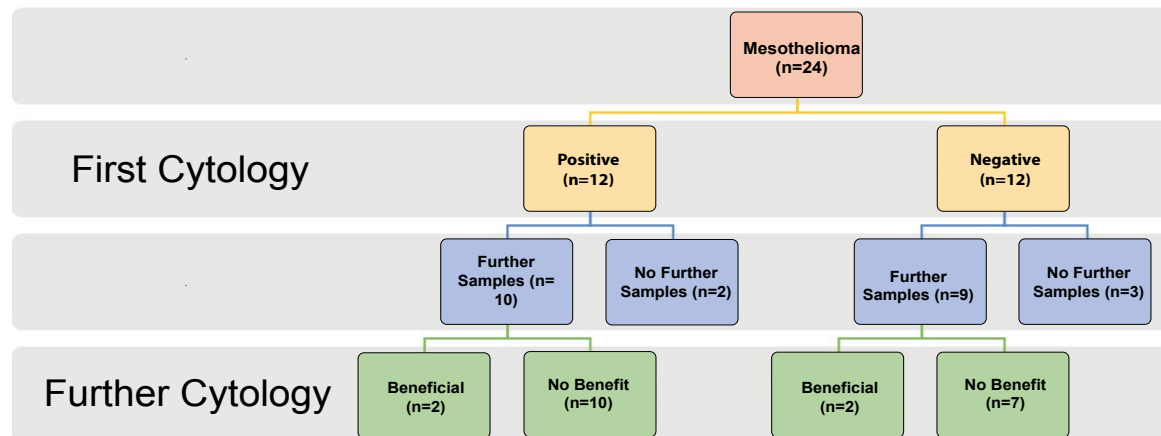 Mesothelioma
(n=24)
First Cytology
Positive
(n=12)
Negative
(n=12)
Further
Samples (n=
10)
No Further
Samples (n=2)
Further
Samples (n=9)
No Further
Samples (n=3)
Further Cytology
Beneficial
(n=2)
No Benefit
(n=10)
Beneficial
(n=2)
No Benefit
(n=7)